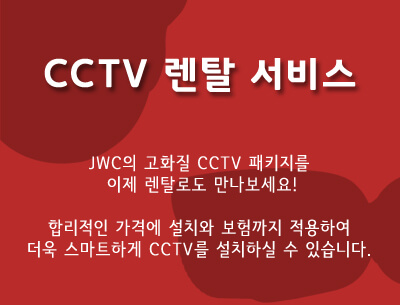 CCTV 렌탈 서비스
JWC의 고화질 CCTV 패키지를
이제 렌탈로도 만나보세요!
합리적인 가격에 설치와 보험까지 적용하여
더욱 스마트하게 CCTV를 설치하실 수 있습니다.